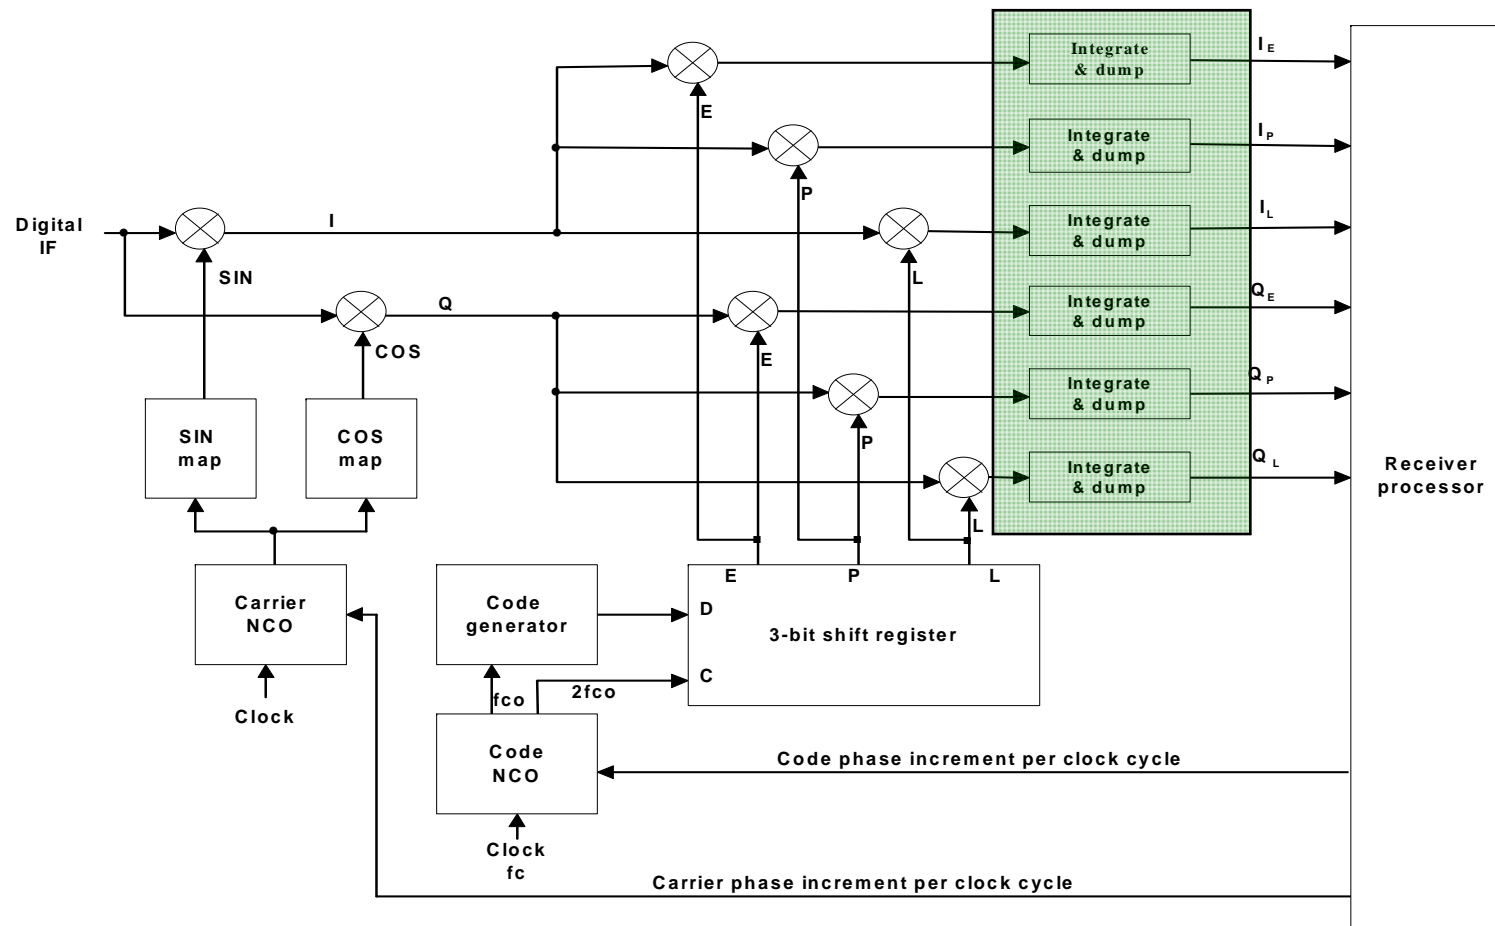 Integrate
& dump
I E
E
Integrate
& dump
I P
P
Digital
IF
I
Integrate
& dump
I L
SIN
L
Q
Integrate
& dump
Q E
COS
E
Integrate
& dump
Q P
SIN
map
COS
map
P
Integrate
& dump
Q L
Receiver
processor
L
E
P
L
Carrier
NCO
Code
generator
D
3-bit shift register
C
fco
2fco
Clock
Code
NCO
Code phase increment per clock cycle
Clock
fc
Carrier phase increment per clock cycle